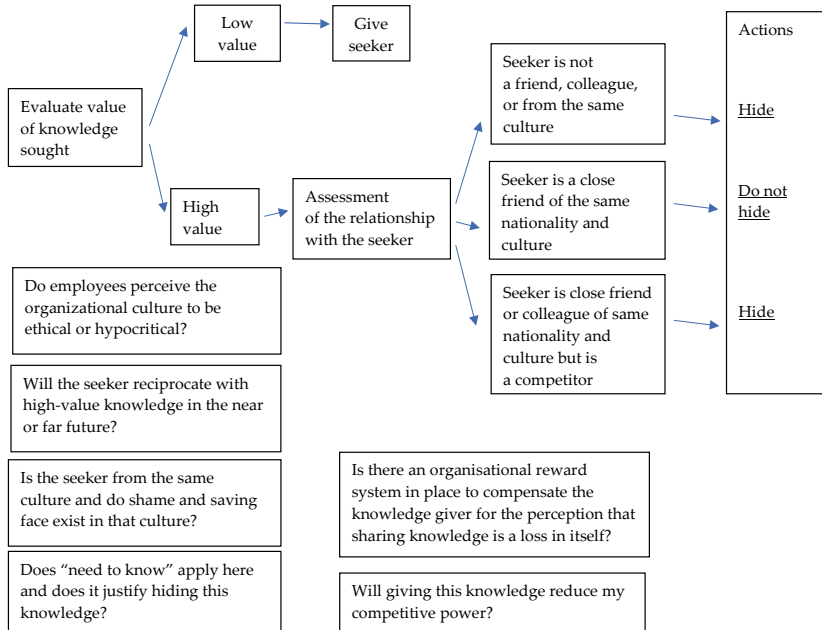 Low
value
Give
seeker
Evaluate value
of knowledge
sought
High
value
Assessment
of the relationship
with the seeker
Seeker is not
a friend, colleague,
or from the same
culture
Seeker is a close
friend of the same
nationality and
culture
Seeker is close friend
or colleague of same
nationality and
culture but is
a competitor
Actions
Hide
Do not
hide
Hide
Do employees perceive the
organizational culture to be
ethical or hypocritical?
Will the seeker reciprocate with
high-value knowledge in the near
or far future?
Is the seeker from the same
culture and do shame and saving
face exist in that culture?
Does “need to know” apply here
and does it justify hiding this
knowledge?
Is there an organisational reward
system in place to compensate the
knowledge giver for the perception that
sharing knowledge is a loss in itself?
Will giving this knowledge reduce my
competitive power?